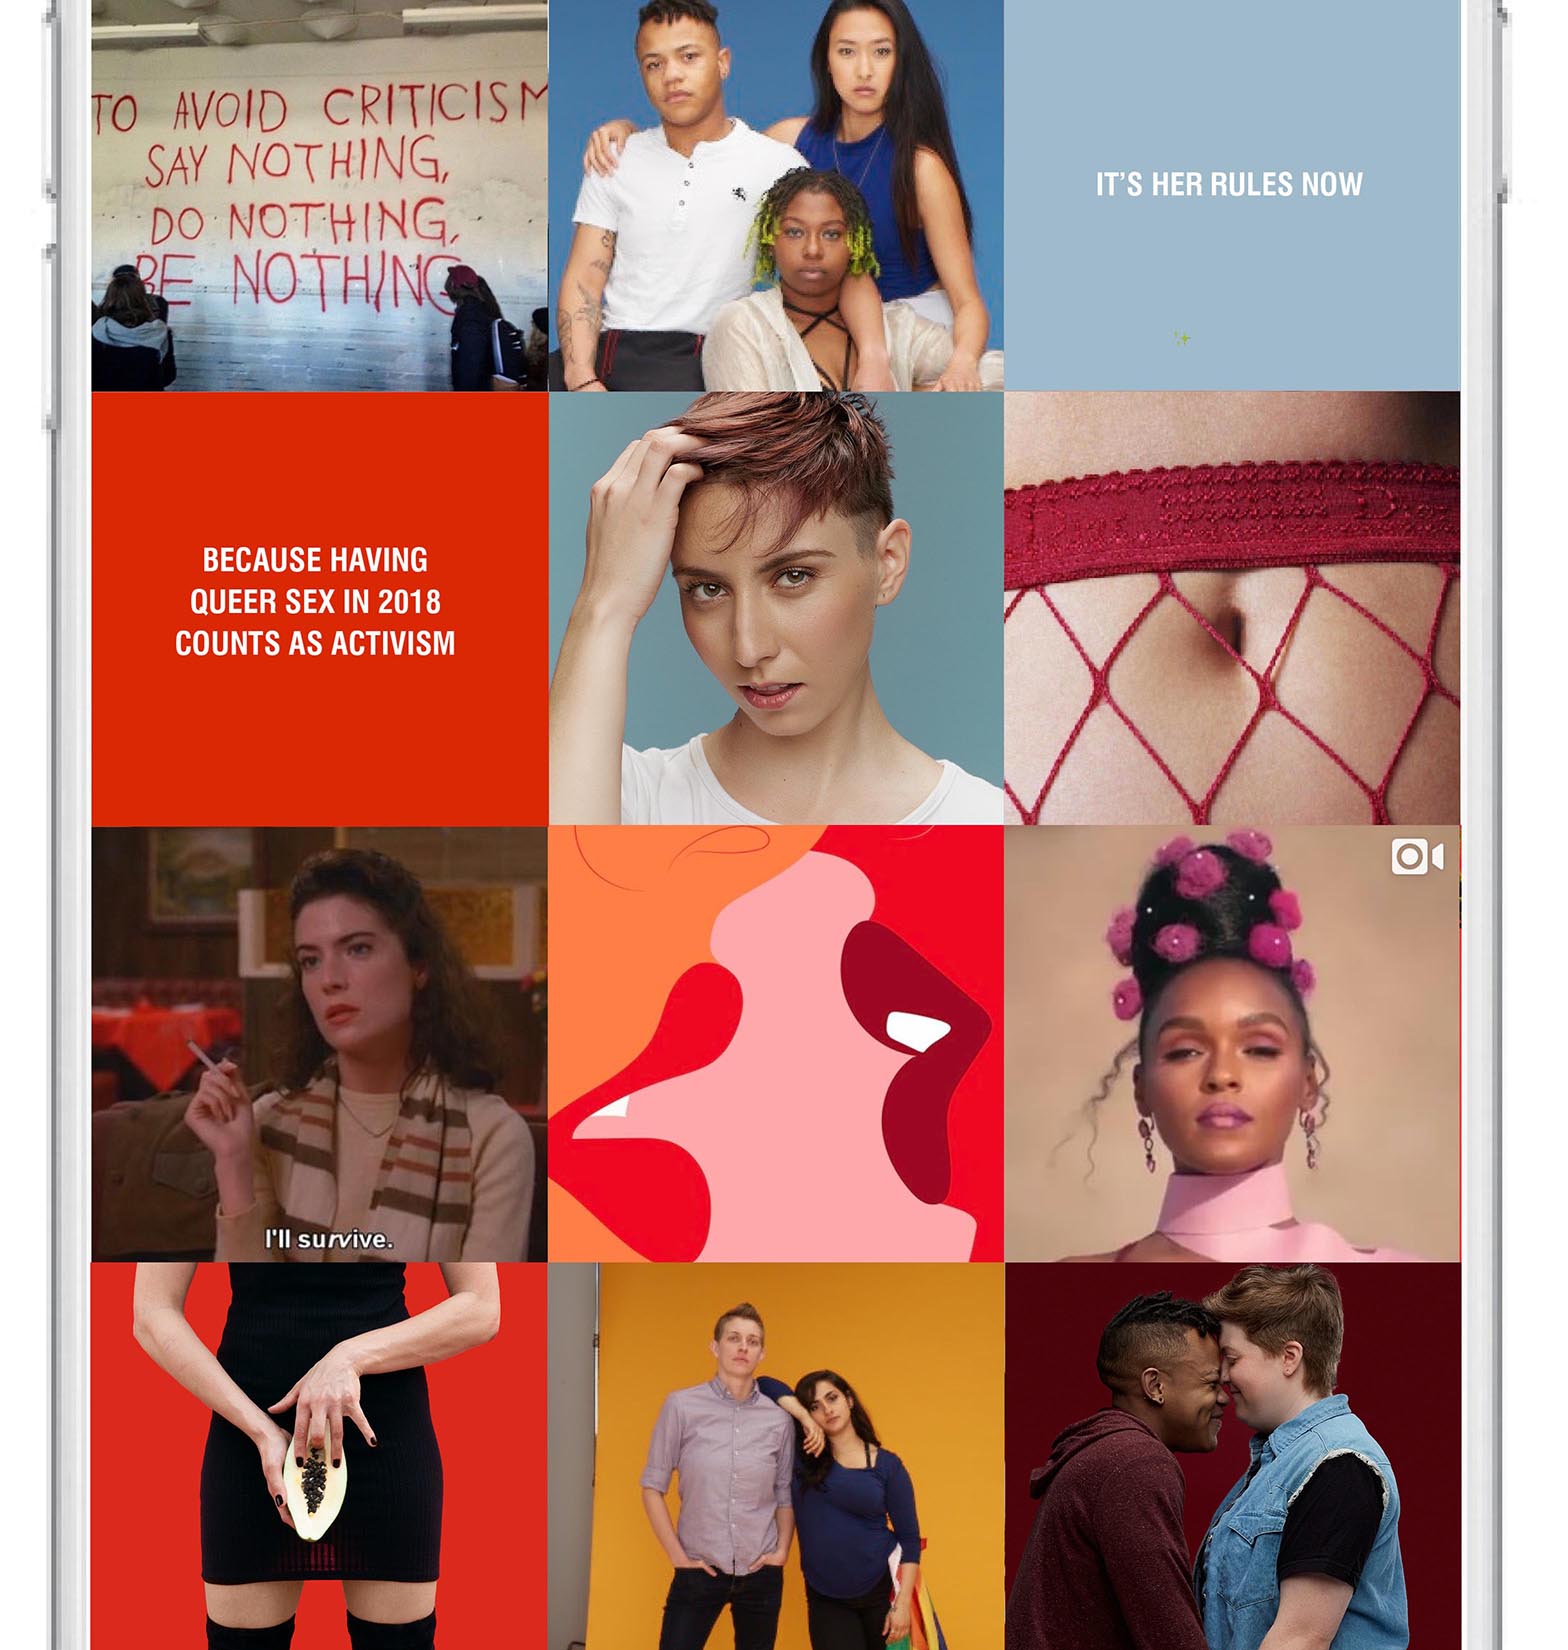 TO AVOID CRITICISM
SAY NOTHING,
DO NOTHING,
BE NOTHING
IT'S HER RULES NOW
BECAUSE HAVING
QUEER SEX IN 2018
COUNTS AS ACTIVISM
I'll survive.